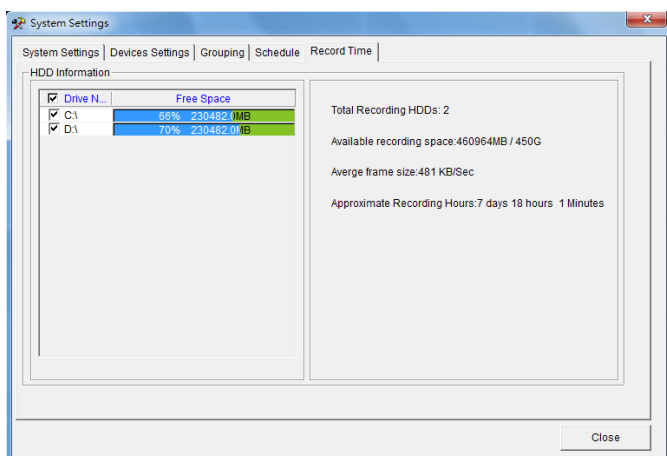 System Settings
System Settings Devices Settings Grouping Schedule Record Time
HDD Information
Drive N... Free Space
C:\ 66% 230482.0MB
D:\ 70% 230482.0MB
Total Recording HDDs: 2
Available recording space:460964MB / 450G
Averge frame size:481 KB/Sec
Approximate Recording Hours:7 days 18 hours 1 Minutes
Close